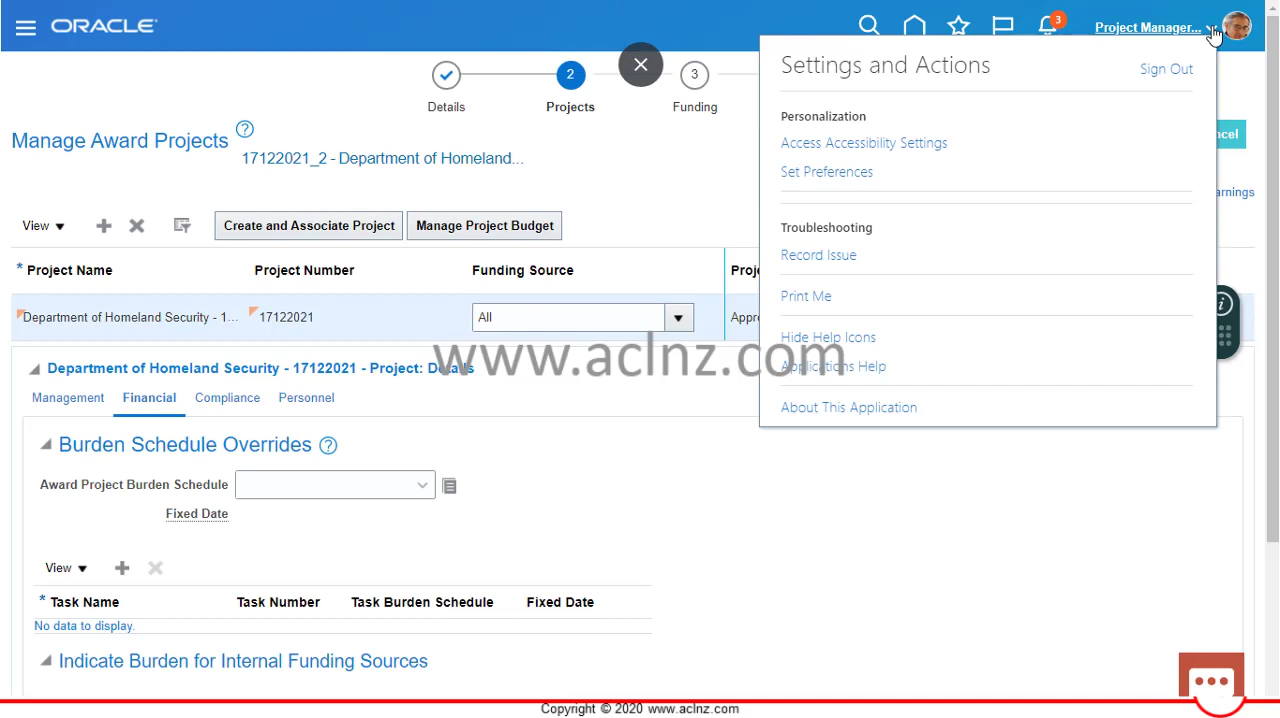 ORACLE
3
Project Manager...
Settings and Actions
Sign Out
Personalization
Access Accessibility Settings
Set Preferences
Troubleshooting
Record Issue
Print Me
Hide Help Icons
Applications Help
About This Application
2
3
Details
Projects
Funding
Manage Award Projects
17122021_2 - Department of Homeland...
ncel
arnings
View
Create and Associate Project
Manage Project Budget
* Project Name
Project Number
Funding Source
Proj
Department of Homeland Security - 1...
17122021
All
Appro
www.aclnz.com
Department of Homeland Security - 17122021 - Project: Details
Management
Financial
Compliance
Personnel
Burden Schedule Overrides
Award Project Burden Schedule
Fixed Date
View
* Task Name
Task Number
Task Burden Schedule
Fixed Date
No data to display.
Indicate Burden for Internal Funding Sources
Copyright © 2020 www.aclnz.com